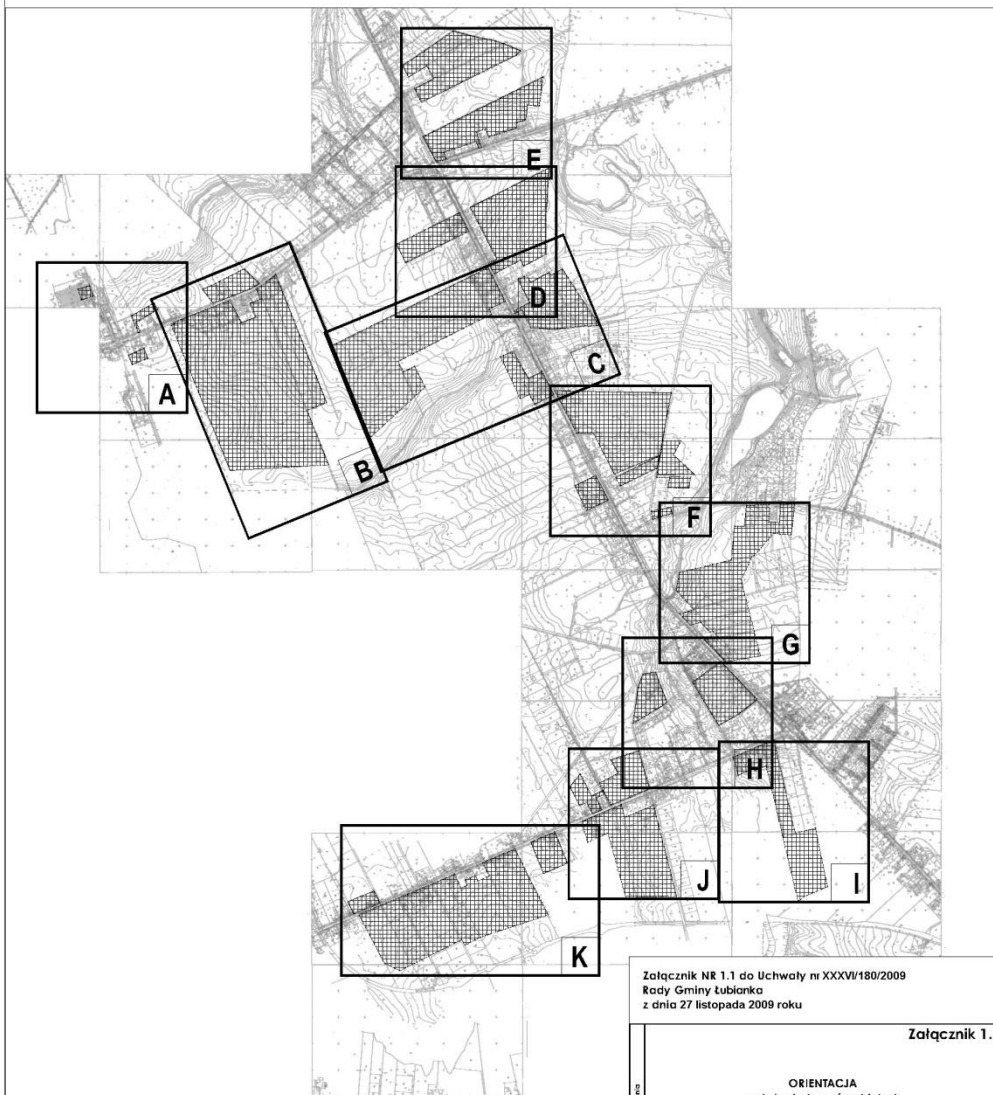 E
D
A
C
B
F
G
H
I
J
K
Załącznik NR 1.1 do Uchwały nr XXXVI/180/2009
Rady Gminy Łubianka
z dnia 27 listopada 2009 roku
Załącznik 1.
ORIENTACJA